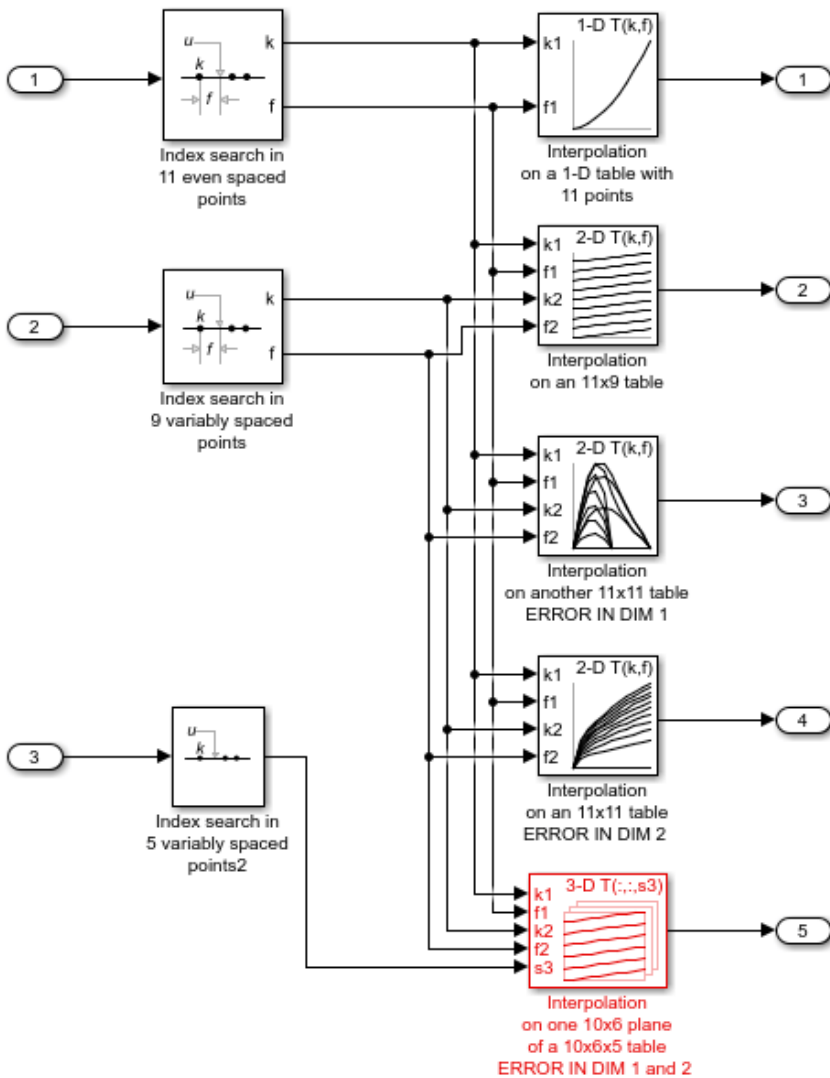 1
u
k
f
k
f
Index search in
11 even spaced
points
1-D T(k,f)
k1
f1
Interpolation
on a 1-D table with
11 points
1
2
u
k
f
k
f
Index search in
9 variably spaced
points
2-D T(k,f)
k1
f1
k2
f2
Interpolation
on an 11x9 table
2
2-D T(k,f)
k1
f1
k2
f2
Interpolation
on another 11x11 table
ERROR IN DIM 1
3
2-D T(k,f)
k1
f1
k2
f2
Interpolation
on an 11x11 table
ERROR IN DIM 2
4
3
u
k
Index search in
5 variably spaced
points2
3-D T(:,:,s3)
k1
f1
k2
f2
s3
Interpolation
on one 10x6 plane
of a 10x6x5 table
ERROR IN DIM 1 and 2
5